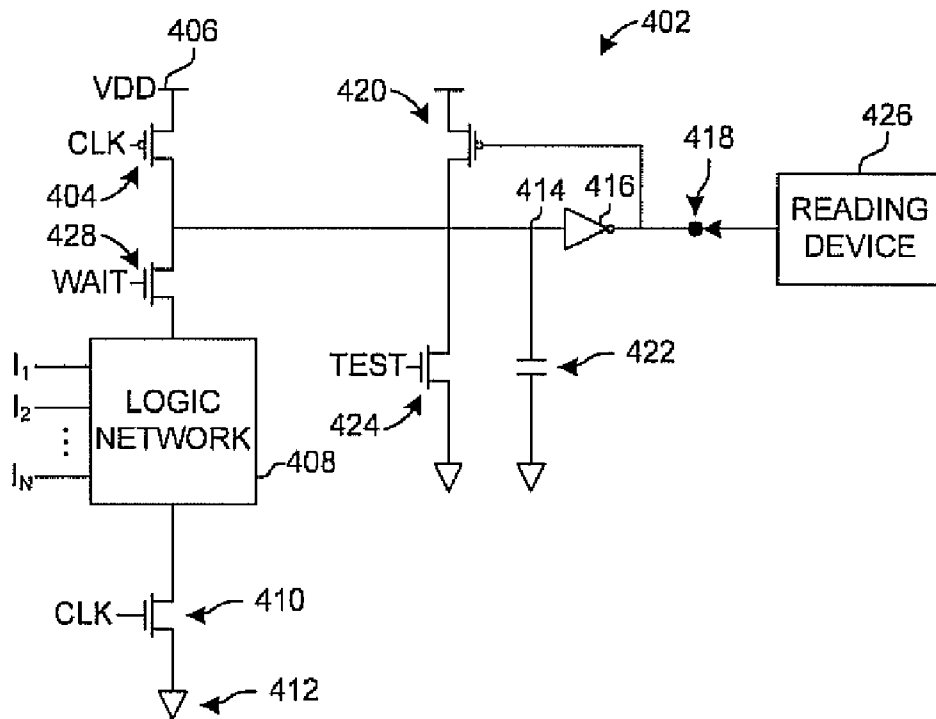 402
406
VDD
420
418
426
CLK
404
414
416
READING
DEVICE
428
WAIT
I1
TEST
422
I2
LOGIC
NETWORK
424
⋮
IN
408
CLK
410
412